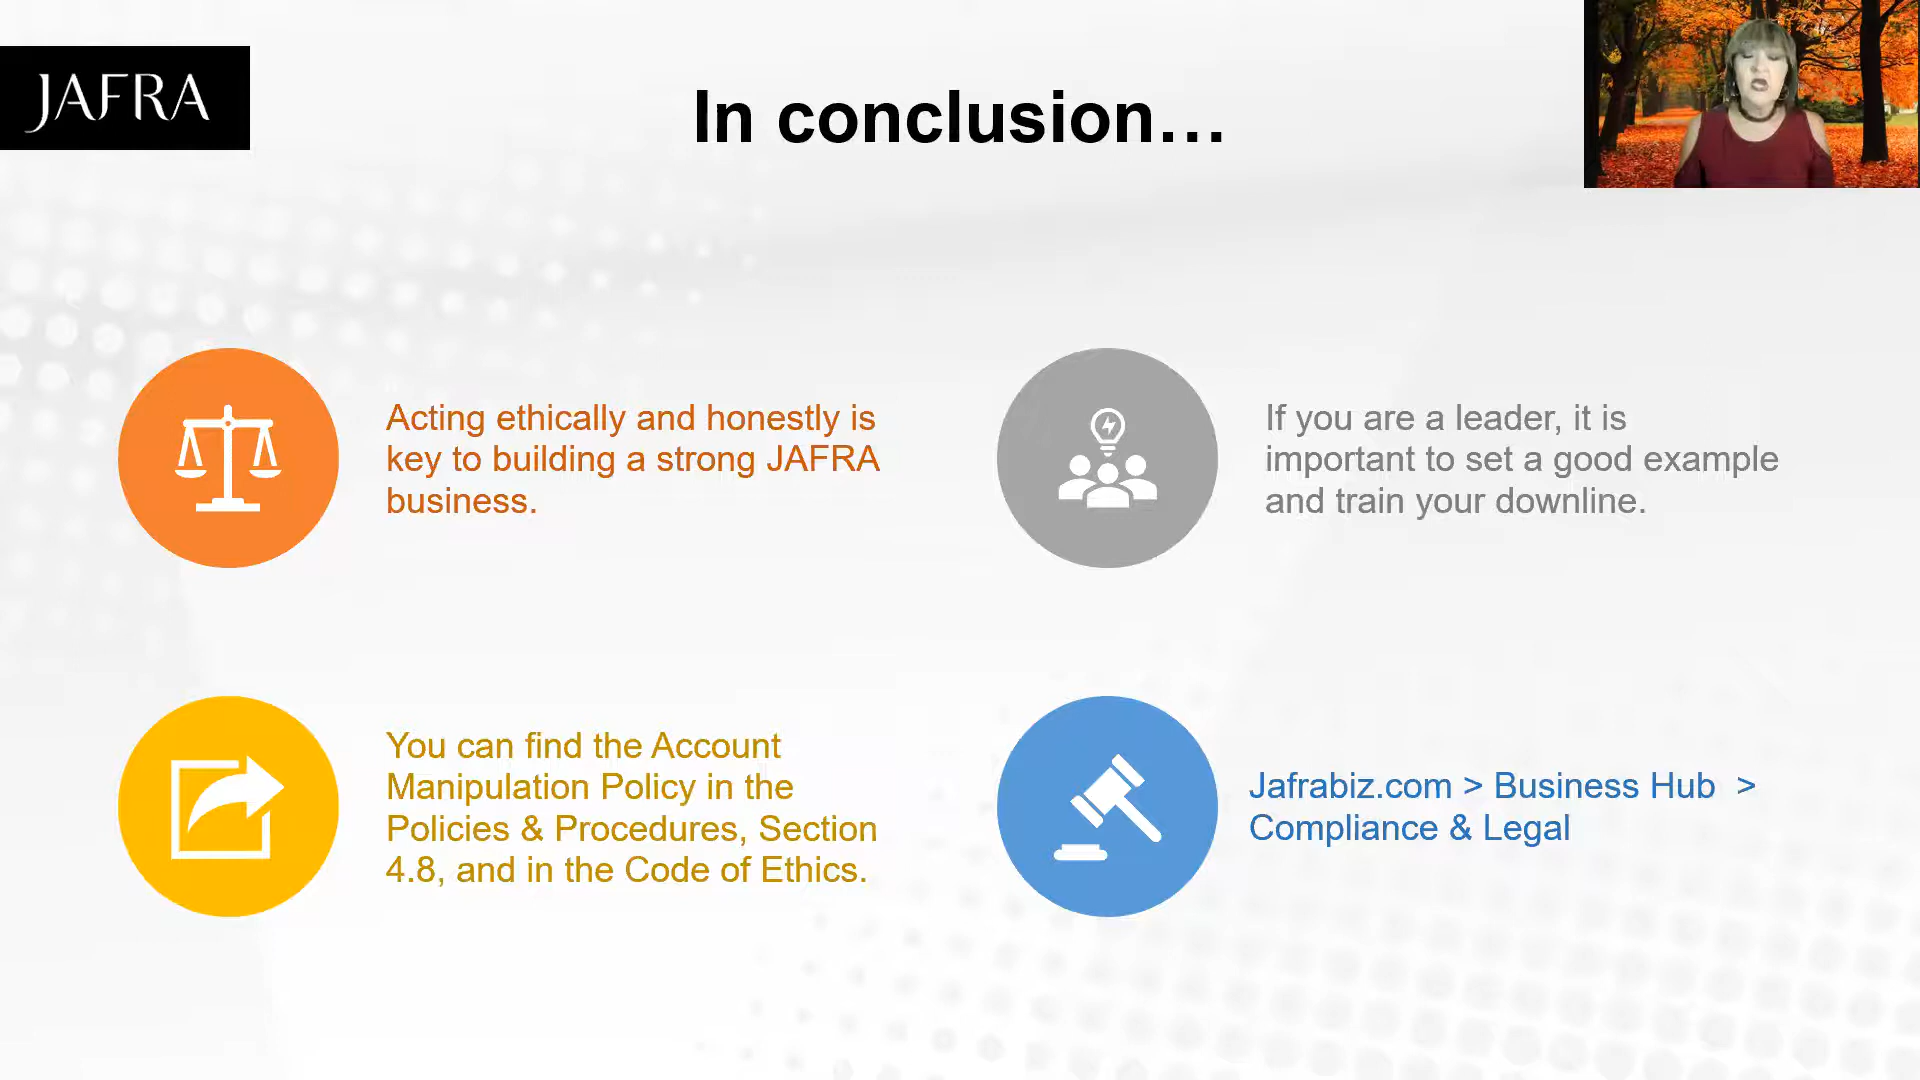 JAFRA
In conclusion…
Acting ethically and honestly is
key to building a strong JAFRA
business.
If you are a leader, it is
important to set a good example
and train your downline.
You can find the Account
Manipulation Policy in the
Policies & Procedures, Section
4.8, and in the Code of Ethics.
Jafrabiz.com > Business Hub >
Compliance & Legal